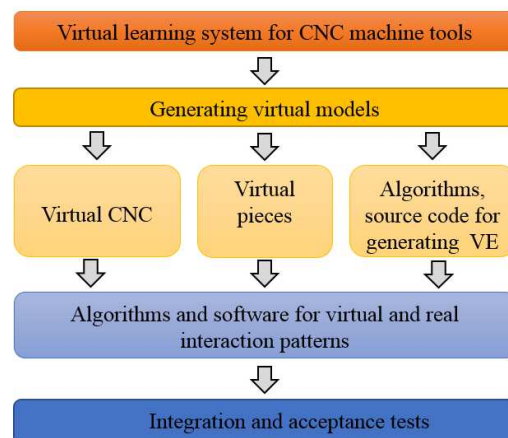 Virtual learning system for CNC machine tools
Generating virtual models
Virtual CNC
Virtual
pieces
Algorithms,
source code for
generating VE
Algorithms and software for virtual and real
interaction patterns
Integration and acceptance tests